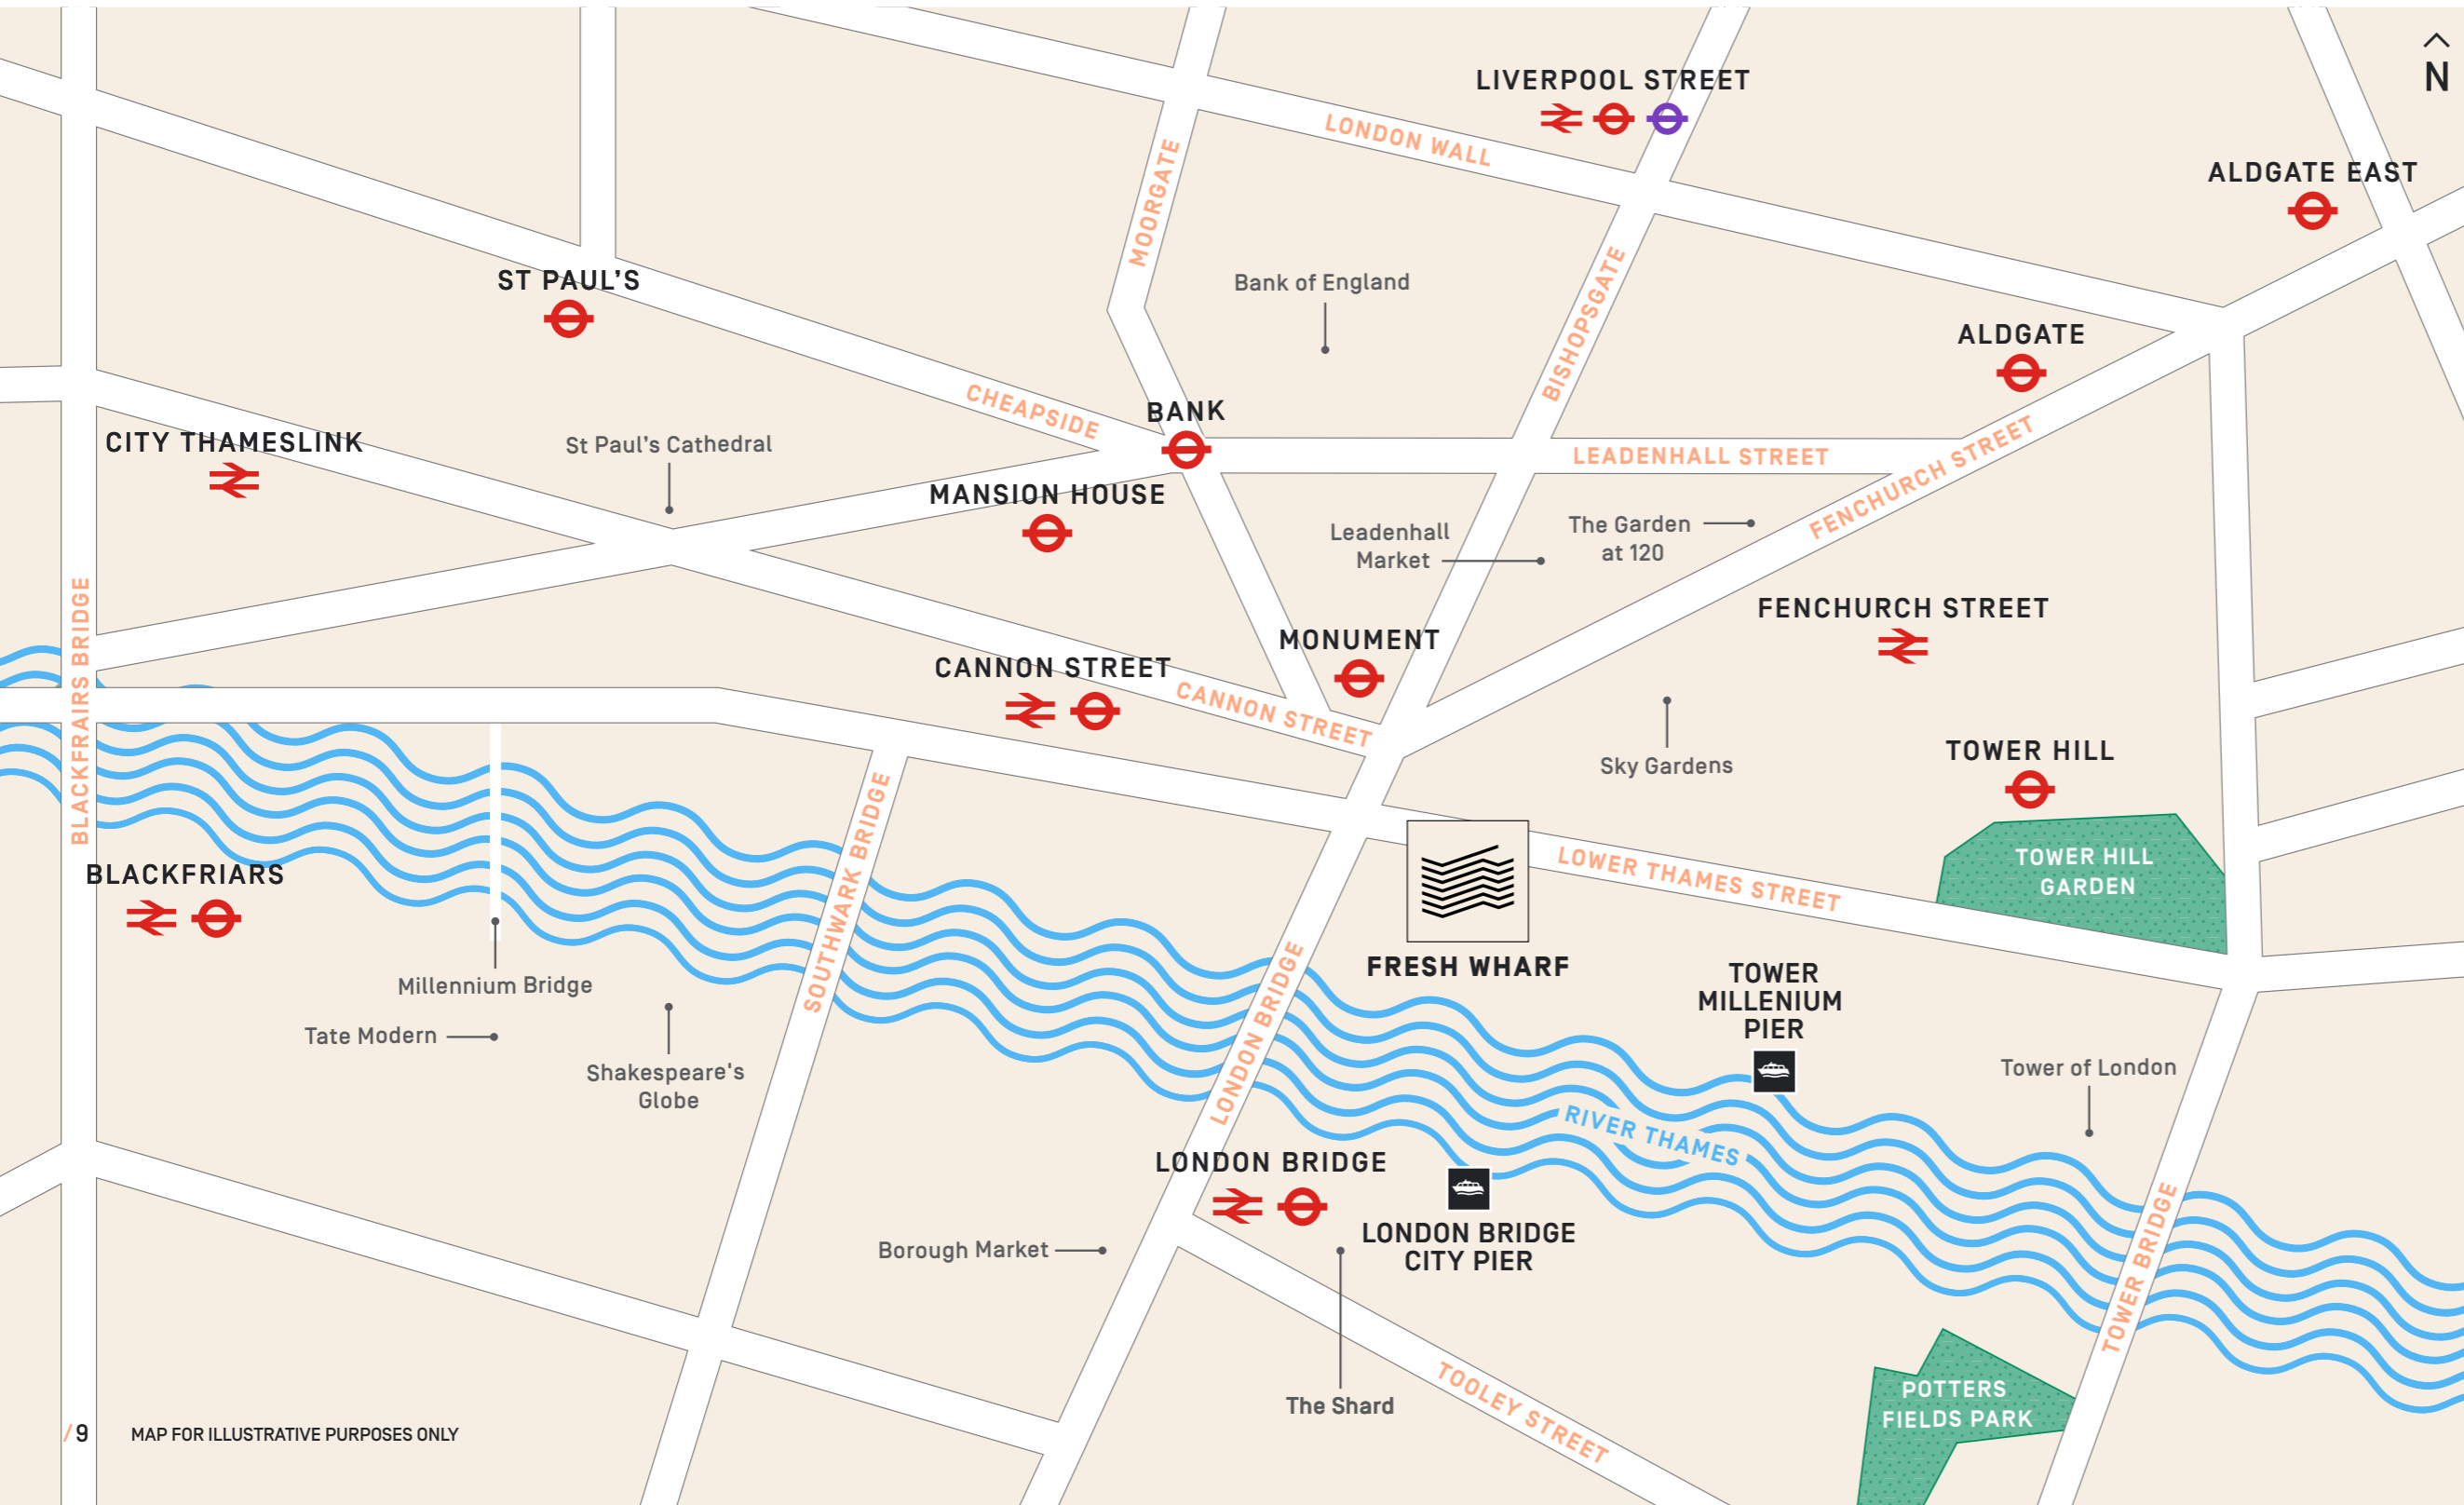 N
LIVERPOOL STREET
LONDON WALL
ALDGATE EAST
MOORGATE
ST PAUL'S
Bank of England
BISHOPSGATE
ALDGATE
CHEAPSIDE
BANK
CITY THAMESLINK
St Paul's Cathedral
LEADENHALL STREET
FENCHURCH STREET
MANSION HOUSE
Leadenhall
Market
The Garden
at 120
BLACKFRAIRS BRIDGE
FENCHURCH STREET
MONUMENT
CANNON STREET
CANNON STREET
Sky Gardens
TOWER HILL
TOWER HILL
GARDEN
LOWER THAMES STREET
BLACKFRIARS
SOUTHWARK BRIDGE
FRESH WHARF
Millennium Bridge
Tate Modern
Shakespeare's
Globe
LONDON BRIDGE
TOWER
MILLENIUM
PIER
Tower of London
RIVER THAMES
LONDON BRIDGE
LONDON BRIDGE
CITY PIER
Borough Market
TOWER BRIDGE
The Shard
TOOLEY STREET
POTTERS
FIELDS PARK
/9
MAP FOR ILLUSTRATIVE PURPOSES ONLY